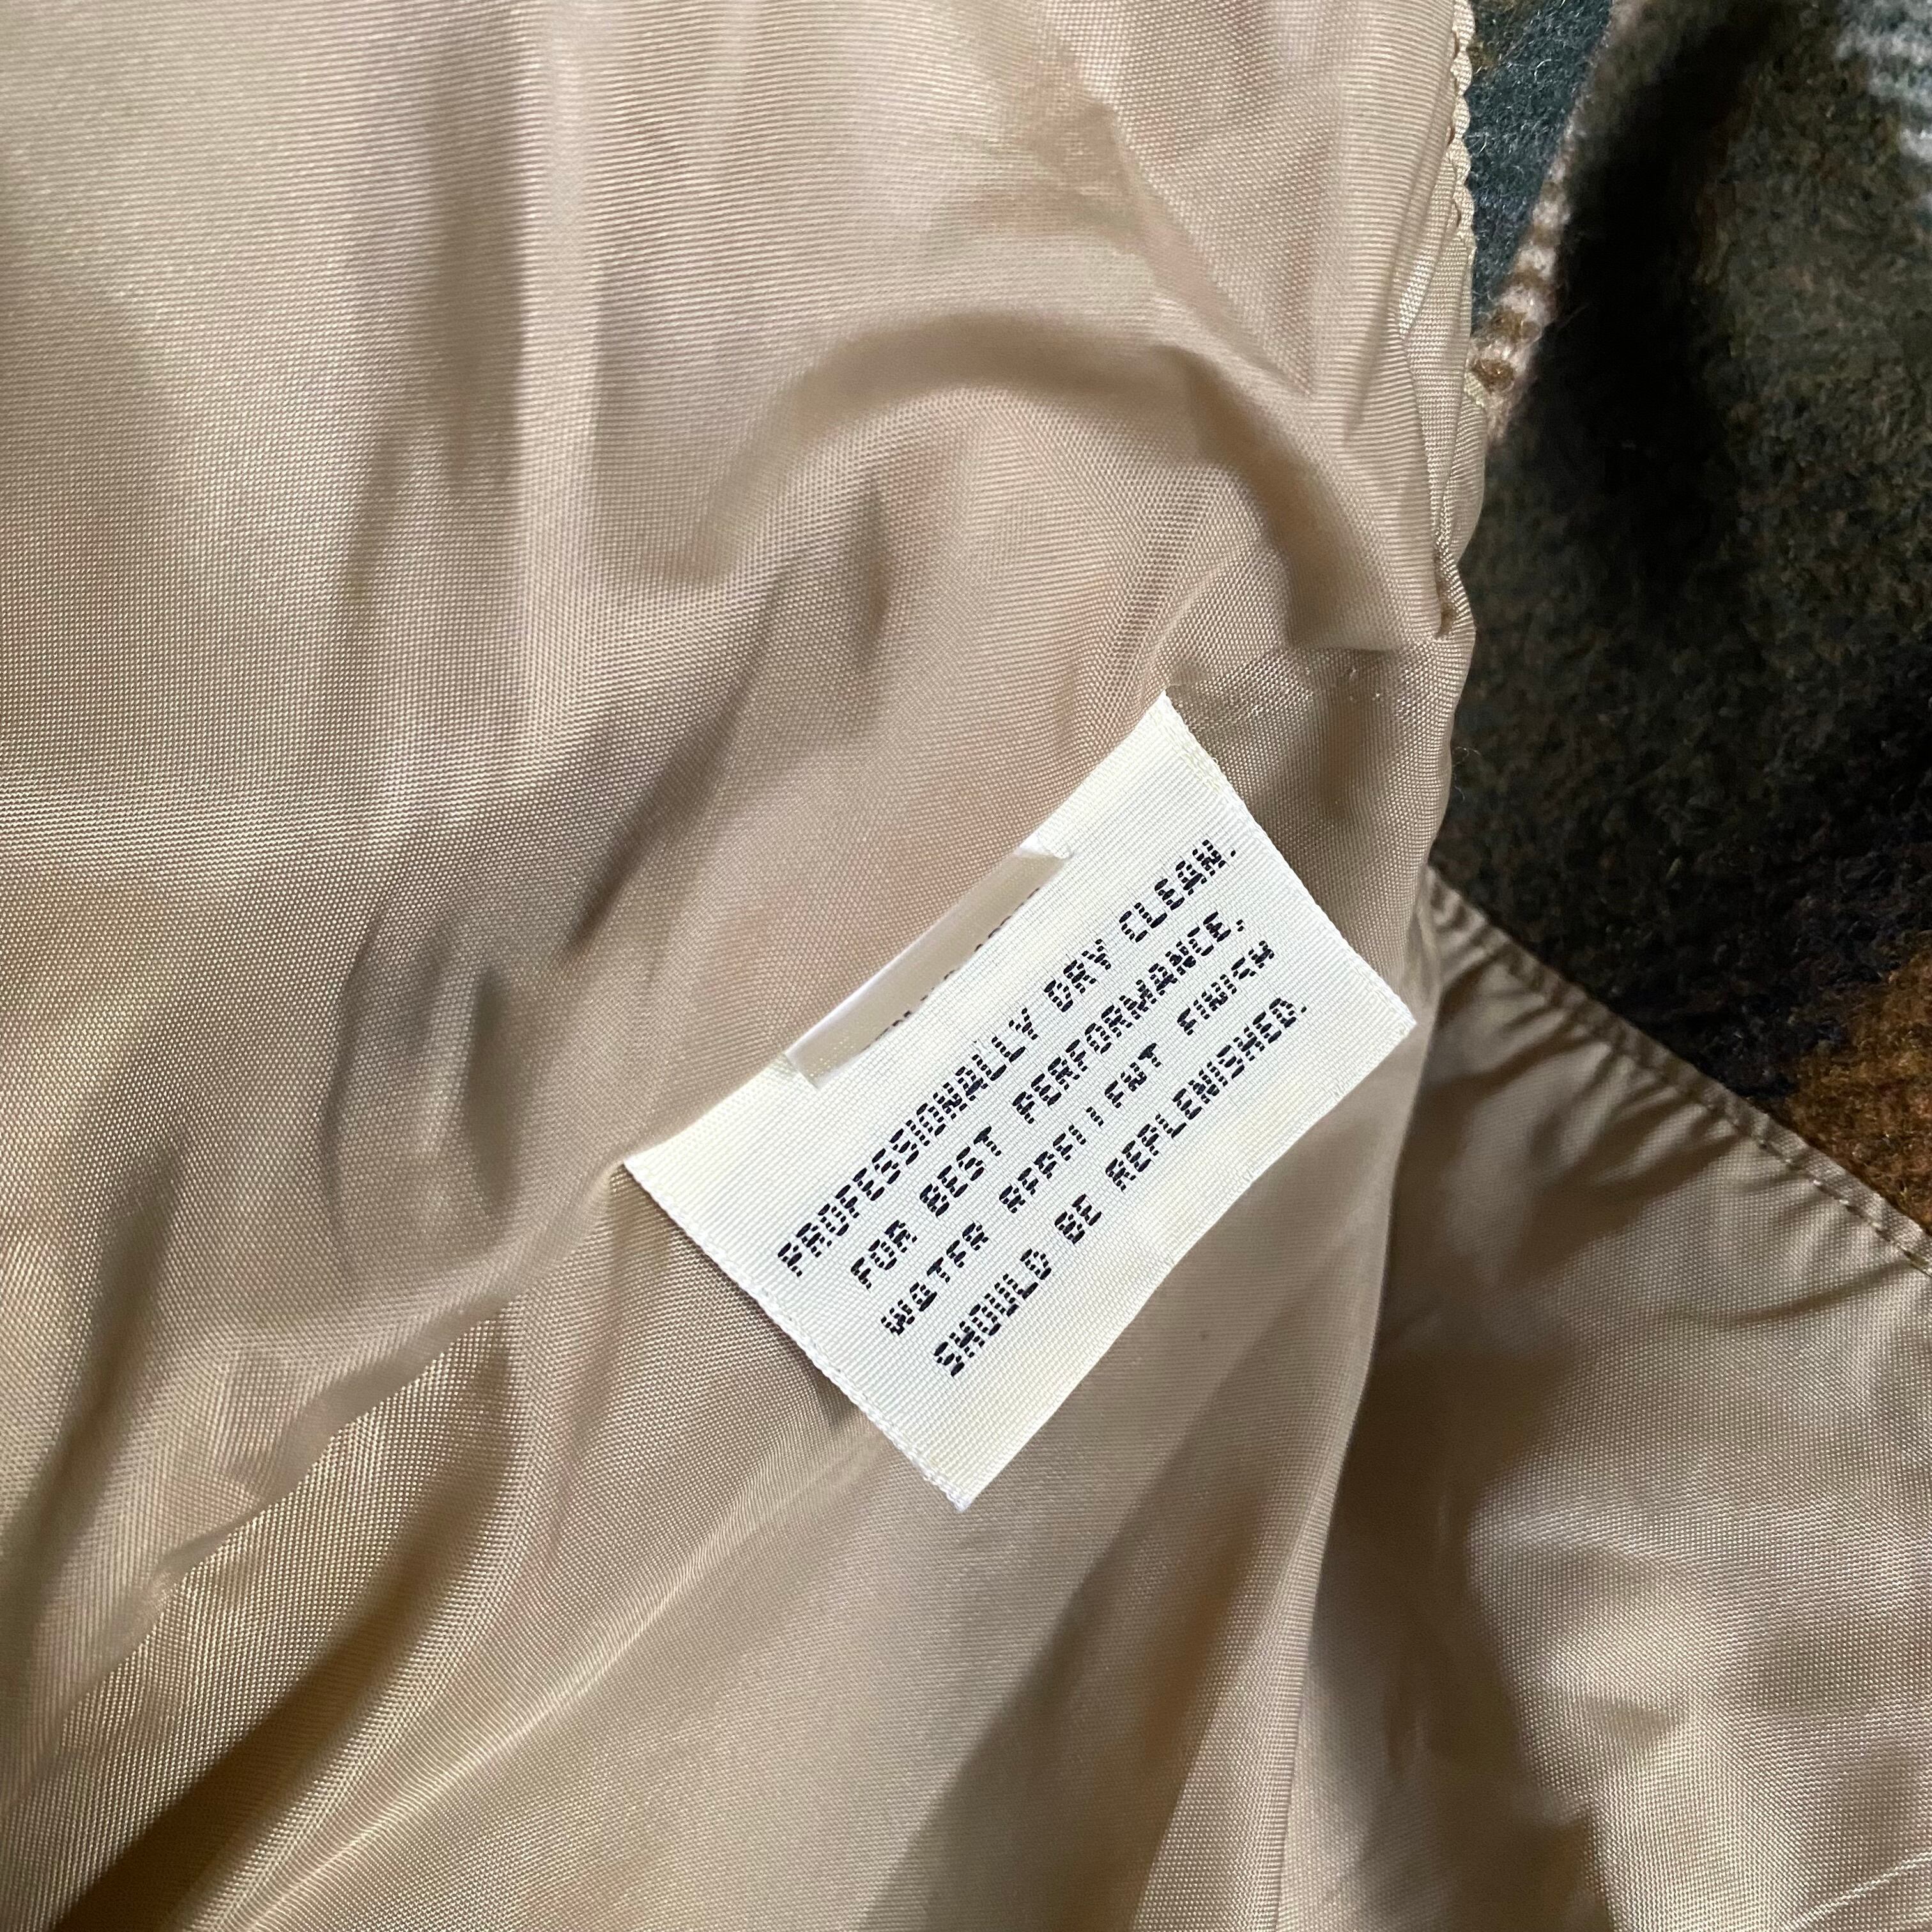 PROFESSIONALLY DRY CLEAN.
FOR BEST PERFORMANCE,
WATER REPELLENT FINISH
SHOULD BE REPLENISHED.